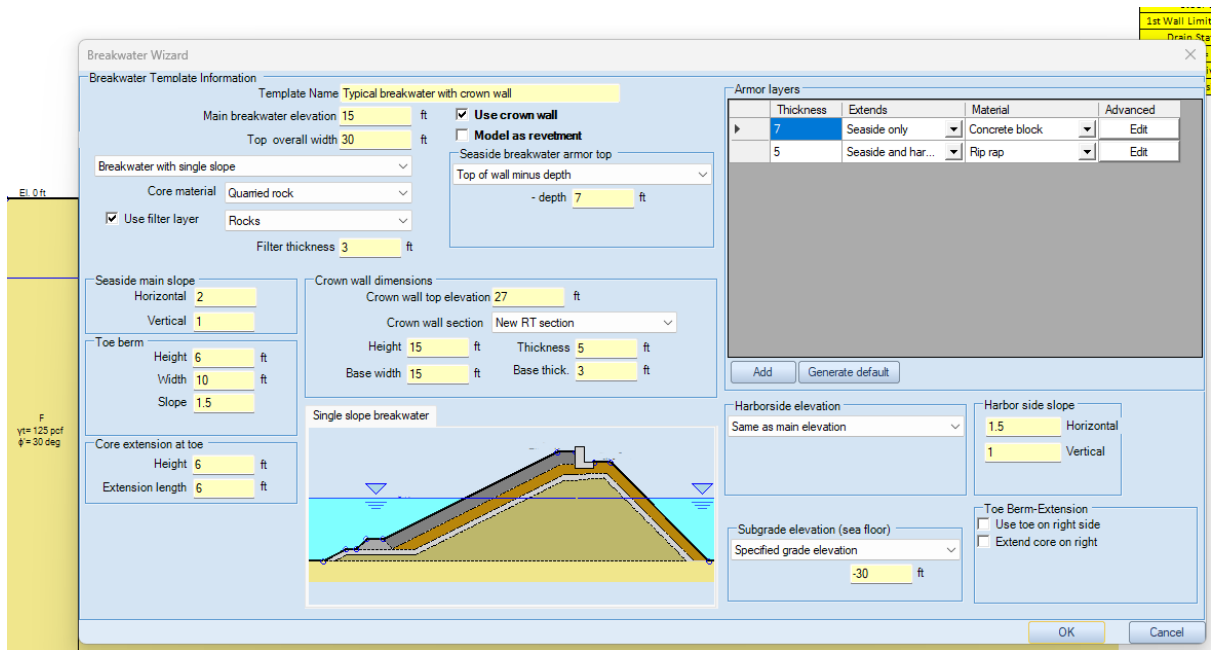 1st Wall Limit
Drain Sta
Breakwater Wizard
Breakwater Template Information
Template Name Typical breakwater with crown wall
Main breakwater elevation 15 ft
Use crown wall
Top overall width 30 ft
Model as revetment
Breakwater with single slope
Core material Quarried rock
Use filter layer Rocks
Filter thickness 3 ft
Seaside breakwater armor top
Top of wall minus depth
- depth 7 ft
Armor layers
Thickness Extends Material Advanced
7 Seaside only Concrete block Edit
5 Seaside and har... Rip rap Edit
Add Generate default
El. 0 ft
F
γt= 125 pcf
ϕ'= 30 deg
Seaside main slope
Horizontal 2
Vertical 1
Toe berm
Height 6 ft
Width 10 ft
Slope 1.5
Core extension at toe
Height 6 ft
Extension length 6 ft
Crown wall dimensions
Crown wall top elevation 27 ft
Crown wall section New RT section
Height 15 ft Thickness 5 ft
Base width 15 ft Base thick. 3 ft
Single slope breakwater
Harborside elevation
Same as main elevation
Harbor side slope
1.5 Horizontal
1 Vertical
Subgrade elevation (sea floor)
Specified grade elevation
-30 ft
Toe Berm-Extension
Use toe on right side
Extend core on right
OK Cancel